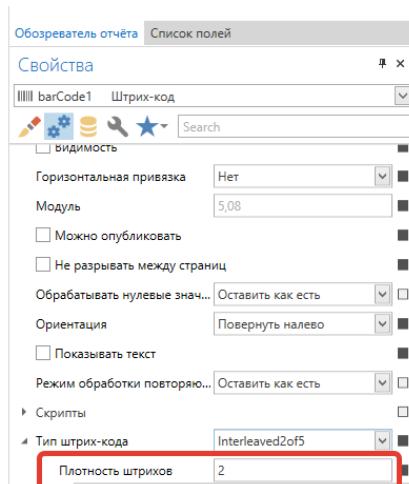 Обозреватель отчёта Список полей
Свойства
barCode1 Штрих-код
Search
Видимость
Горизонтальная привязка Нет
Модуль 5,08
Можно опубликовать
Не разрывать между страниц
Обрабатывать нулевые знач... Оставить как есть
Ориентация Повернуть налево
Показывать текст
Режим обработки повторяю... Оставить как есть
Скрипты
Тип штрих-кода Interleaved2of5
Плотность штрихов 2